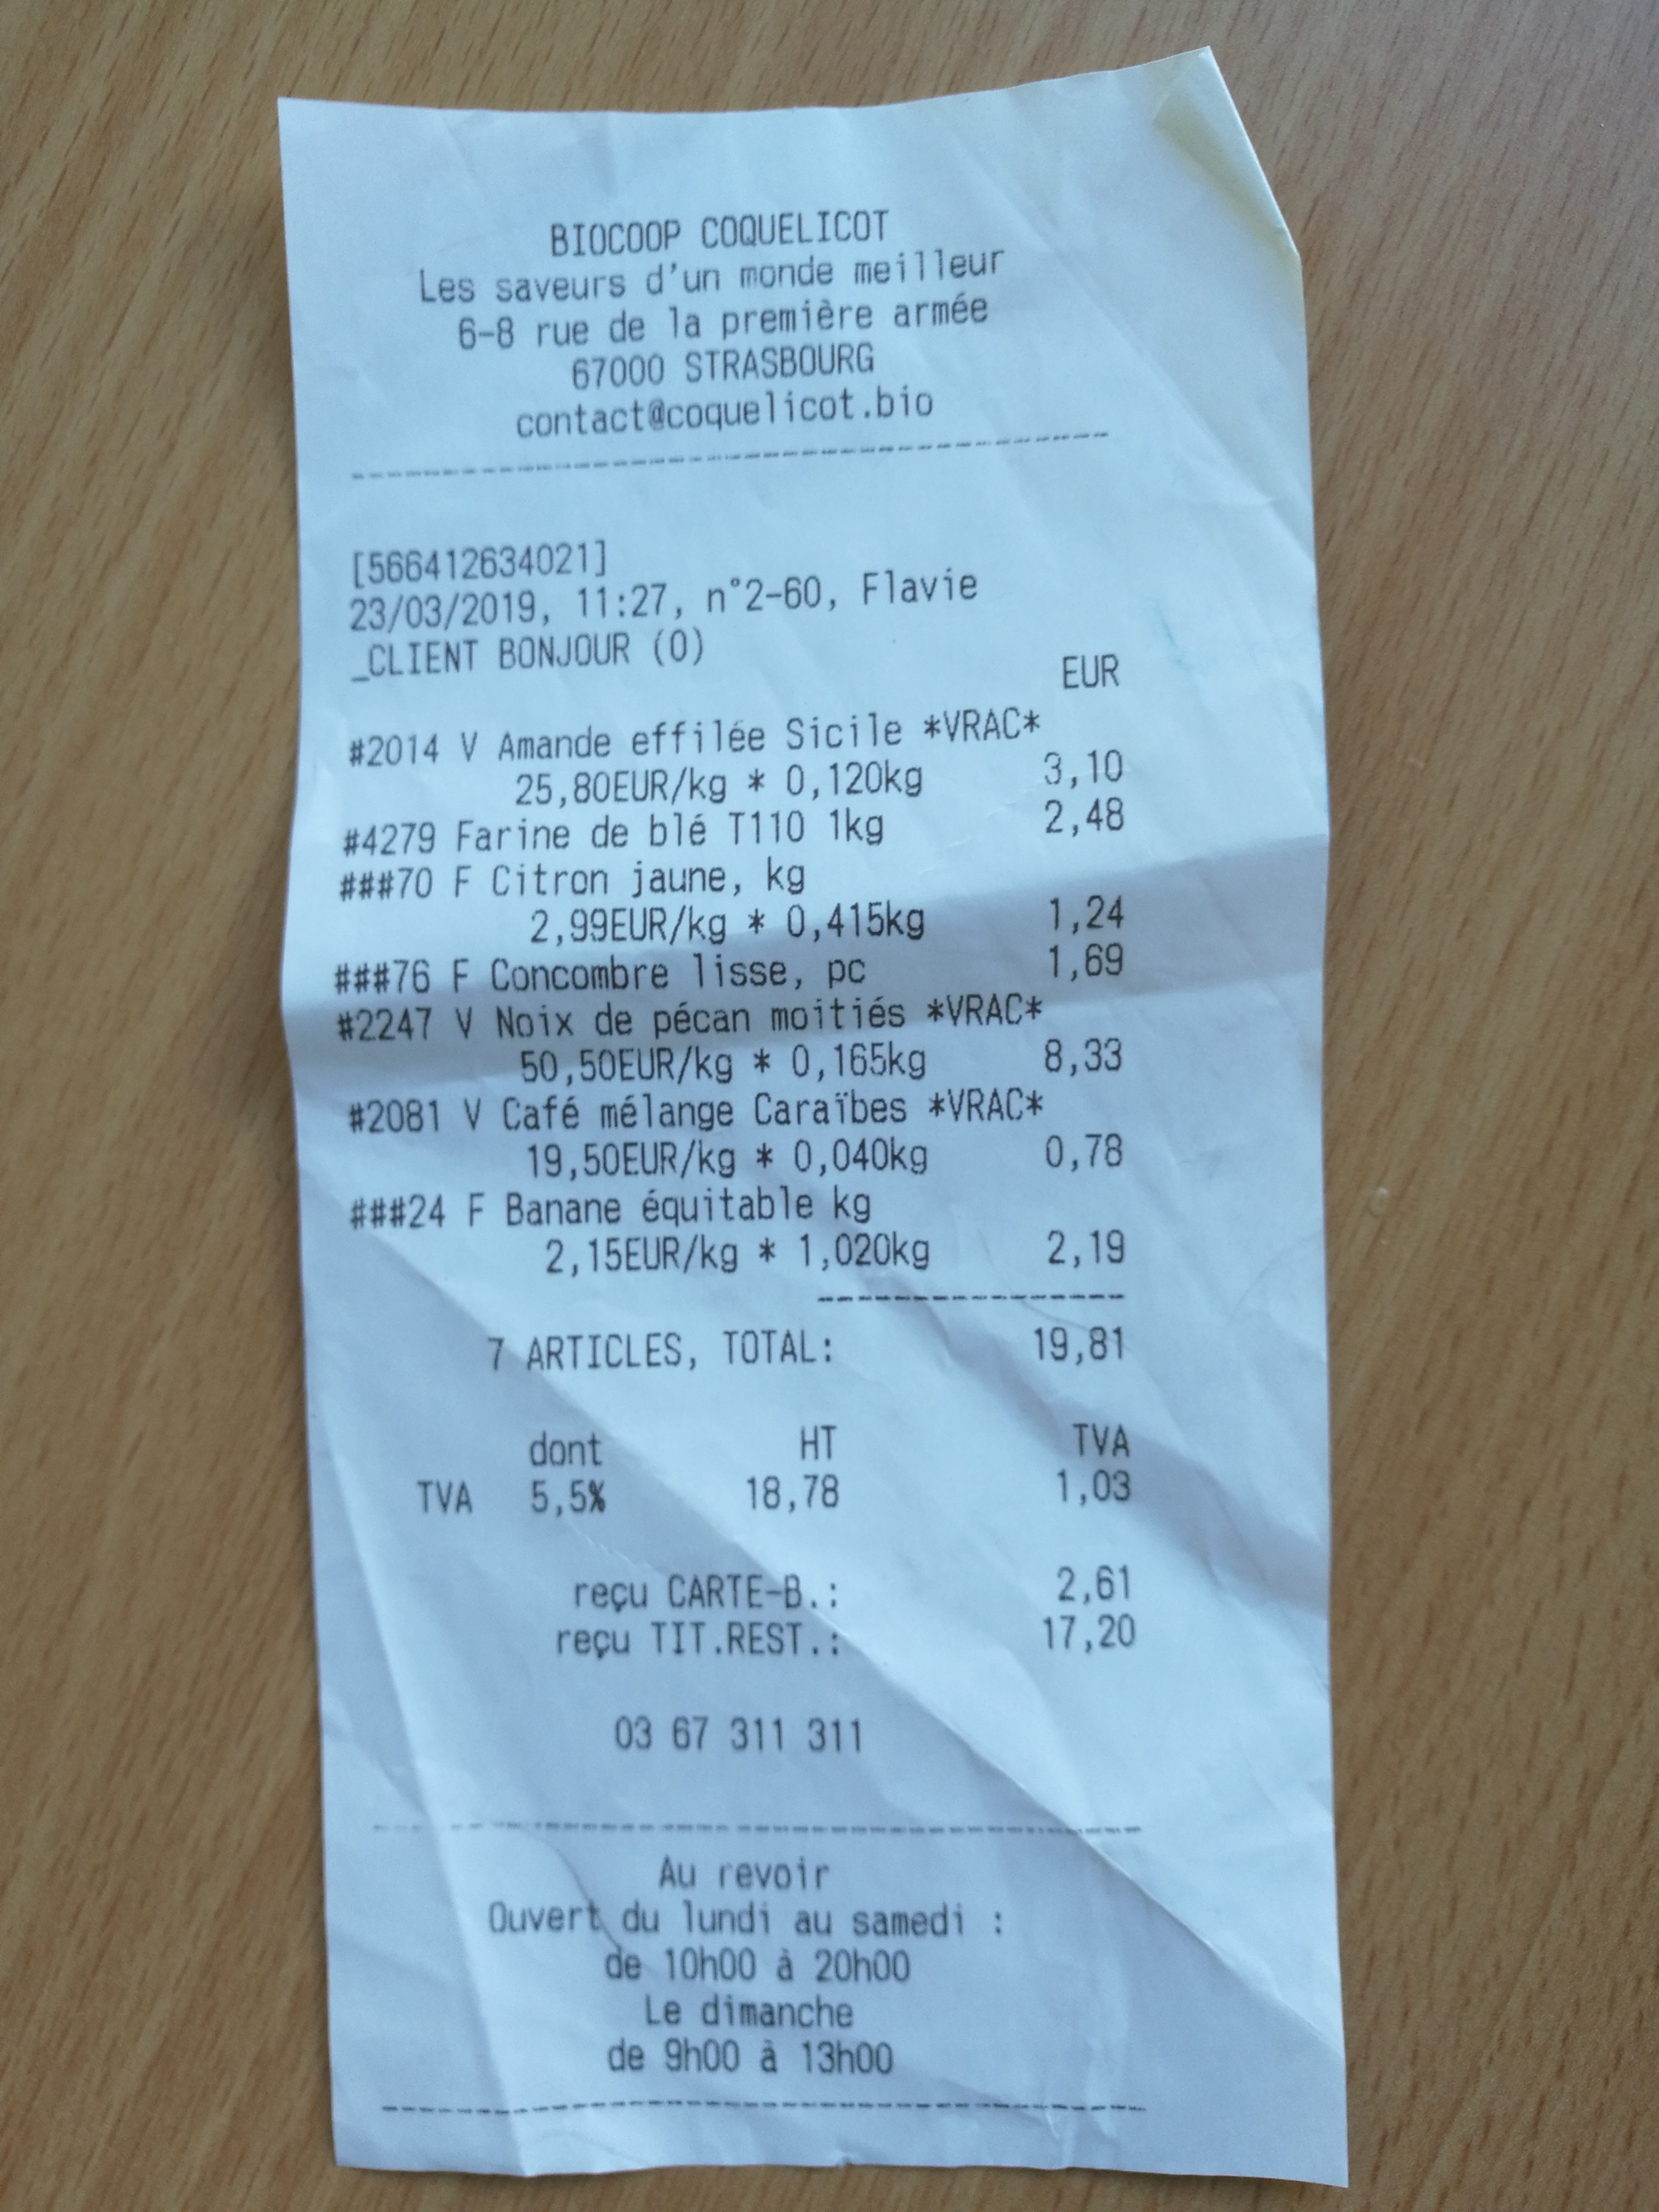 BIOCOOP COQUELICOT
Les saveurs d'un monde meilleur
6-8 rue de la première armée
67000 STRASBOURG
contact@coquelicot.bio
[566412634021]
23/03/2019, 11:27, n°2-60, Flavie
_CLIENT BONJOUR (0)
EUR
#2014 V Amande effilée Sicile *VRAC*
25,80EUR/kg * 0,120kg 3,10
#4279 Farine de blé T110 1kg 2,48
###70 F Citron jaune, kg
2,99EUR/kg * 0,415kg 1,24
###76 F Concombre lisse, pc 1,69
#2247 V Noix de pécan moitiés *VRAC*
50,50EUR/kg * 0,165kg 8,33
#2081 V Café mélange Caraïbes *VRAC*
19,50EUR/kg * 0,040kg 0,78
###24 F Banane équitable kg
2,15EUR/kg * 1,020kg 2,19
7 ARTICLES, TOTAL: 19,81
dont HT TVA
TVA 5,5% 18,78 1,03
reçu CARTE-B.: 2,61
reçu TIT.REST.: 17,20
03 67 311 311
Au revoir
Ouvert du lundi au samedi :
de 10h00 à 20h00
Le dimanche
de 9h00 à 13h00